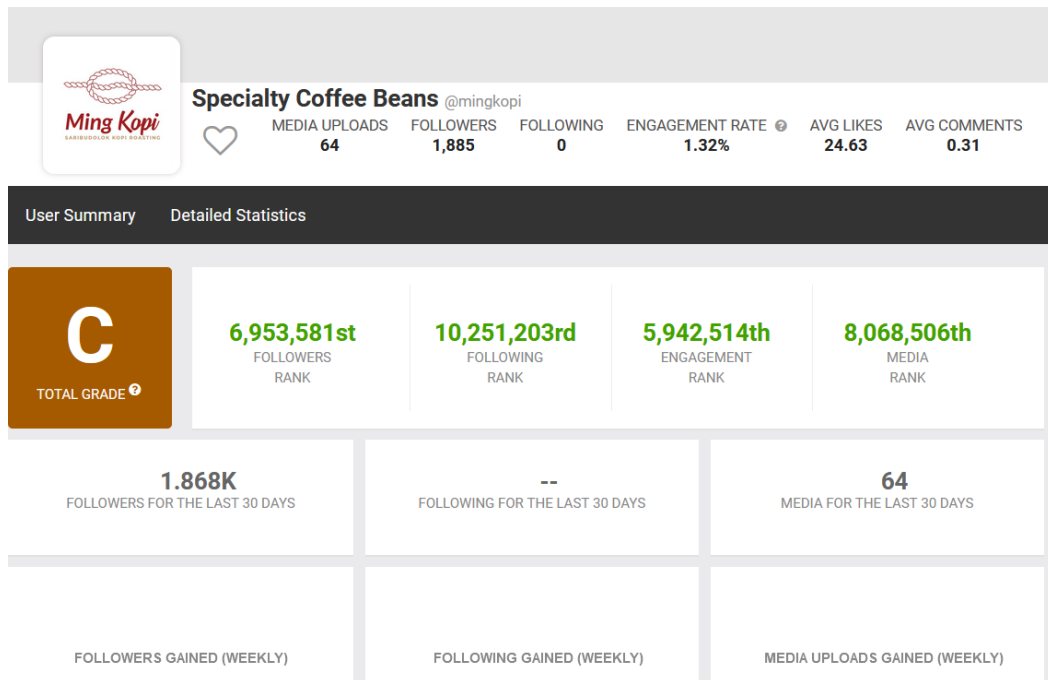 Ming Kopi
SARIBUDOLOK KOPI ROASTING
Specialty Coffee Beans @mingkopi
MEDIA UPLOADS FOLLOWERS FOLLOWING ENGAGEMENT RATE ? AVG LIKES AVG COMMENTS
64 1,885 0 1.32% 24.63 0.31
User Summary Detailed Statistics
C
TOTAL GRADE ?
6,953,581st 10,251,203rd 5,942,514th 8,068,506th
FOLLOWERS FOLLOWING ENGAGEMENT MEDIA
RANK RANK RANK RANK
1.868K -- 64
FOLLOWERS FOR THE LAST 30 DAYS FOLLOWING FOR THE LAST 30 DAYS MEDIA FOR THE LAST 30 DAYS
FOLLOWERS GAINED (WEEKLY) FOLLOWING GAINED (WEEKLY) MEDIA UPLOADS GAINED (WEEKLY)